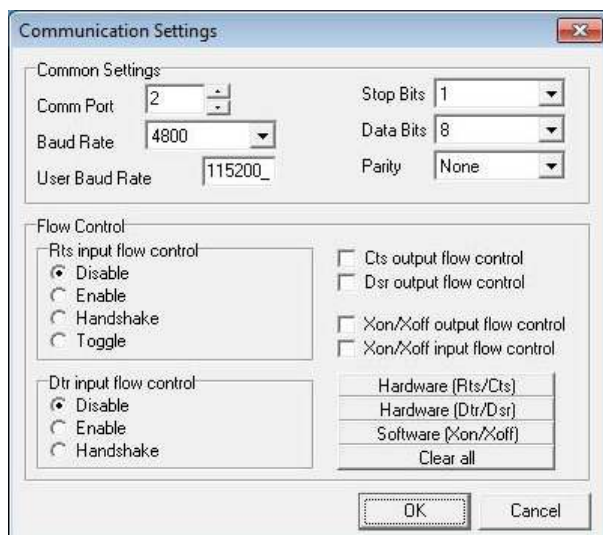 Communication Settings
Common Settings
Comm Port 2
Baud Rate 4800
User Baud Rate 115200_
Stop Bits 1
Data Bits 8
Parity None
Flow Control
Rts input flow control
Disable
Enable
Handshake
Toggle
Cts output flow control
Dsr output flow control
Xon/Xoff output flow control
Xon/Xoff input flow control
Dtr input flow control
Disable
Enable
Handshake
Hardware (Rts/Cts)
Hardware (Dtr/Dsr)
Software (Xon/Xoff)
Clear all
OK
Cancel